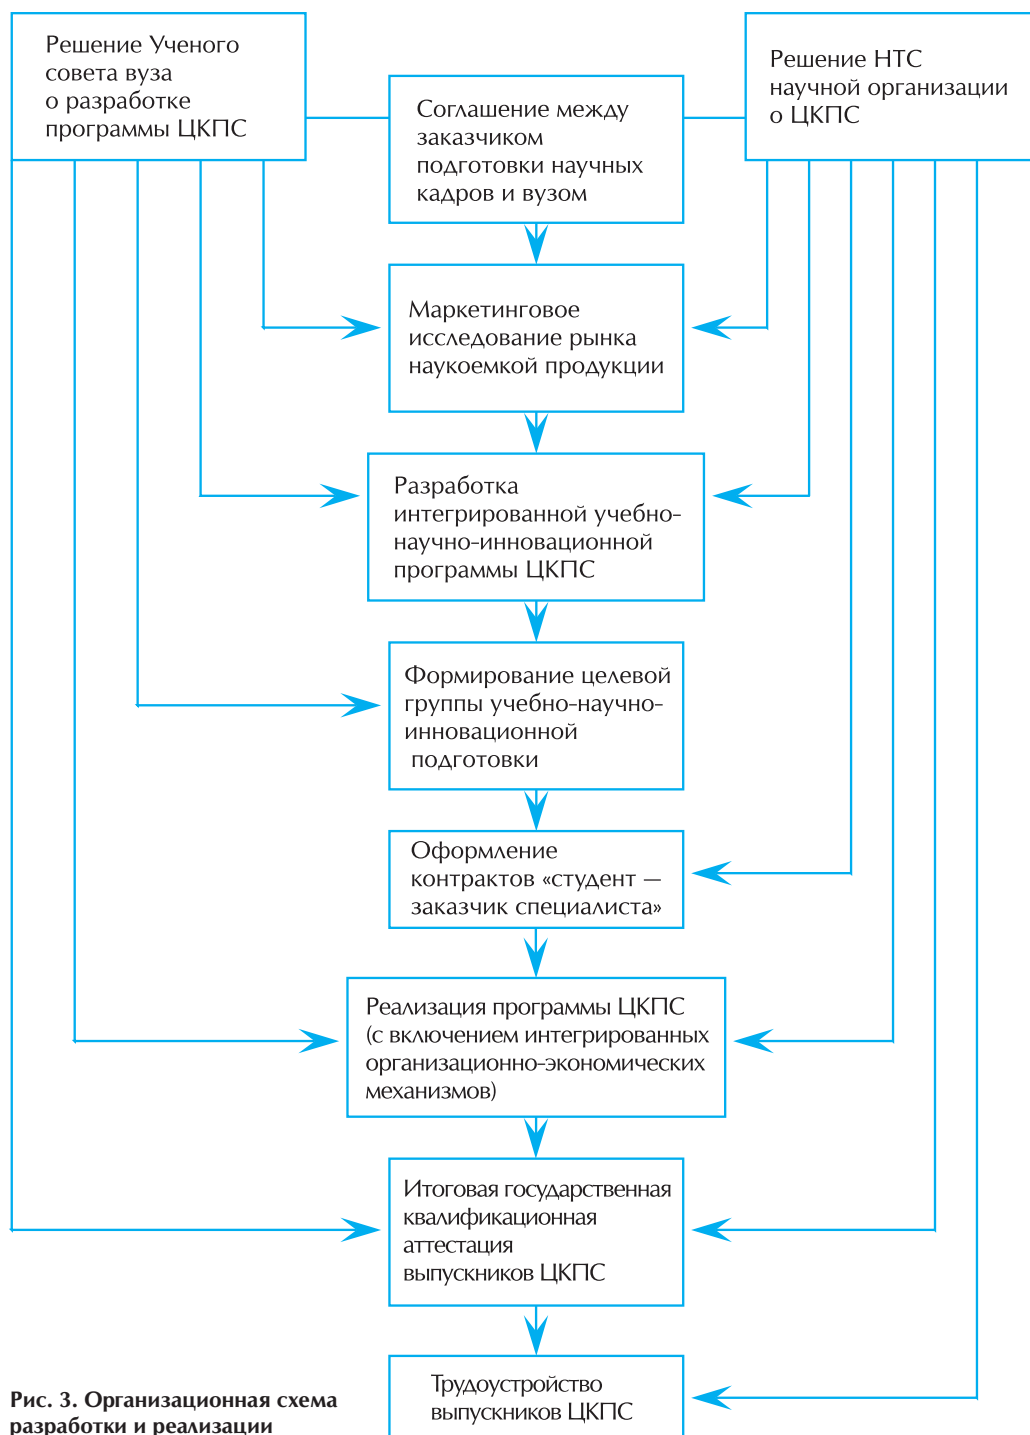 Решение Ученого
совета вуза
о разработке
программы ЦКПС
Решение НТС
научной организации
о ЦКПС
Соглашение между
заказчиком
подготовки научных
кадров и вузом
Маркетинговое
исследование рынка
наукоемкой продукции
Разработка
интегрированной учебно-
научно-инновационной
программы ЦКПС
Формирование целевой
группы учебно-научно-
инновационной
подготовки
Оформление
контрактов «студент —
заказчик специалиста»
Реализация программы ЦКПС
(с включением интегрированных
организационно-экономических
механизмов)
Итоговая государственная
квалификационная
аттестация
выпускников ЦКПС
Трудоустройство
выпускников ЦКПС
Рис. 3. Организационная схема
разработки и реализации